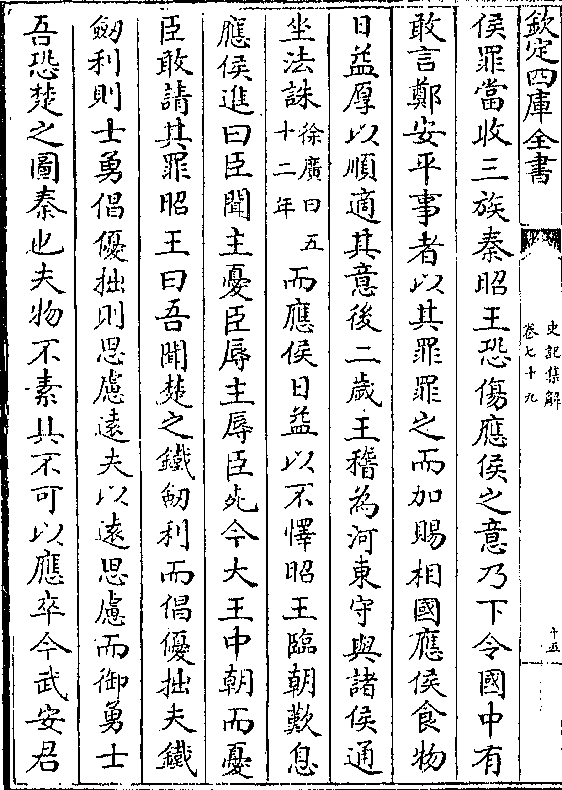 欽定四庫全書
史記集解
卷七十九
十五
侯罪當收三族秦昭王恐傷應侯之意乃下令國中有
敢言鄭安平事者以其罪罪之而加賜相國應侯食物
日益厚以順適其意後二歲王稽為河東守與諸侯通
坐法誅徐廣曰五十二年而應侯日益以不懌昭王臨朝歎息
應侯進曰臣聞主憂臣辱主辱臣死今大王中朝而憂
臣敢請其罪昭王曰吾聞楚之鐵劒利而倡優拙夫鐵
劒利則士勇倡優拙則思慮遠夫以遠思慮而御勇士
吾恐楚之圖秦也夫物不素具不可以應卒今武安君